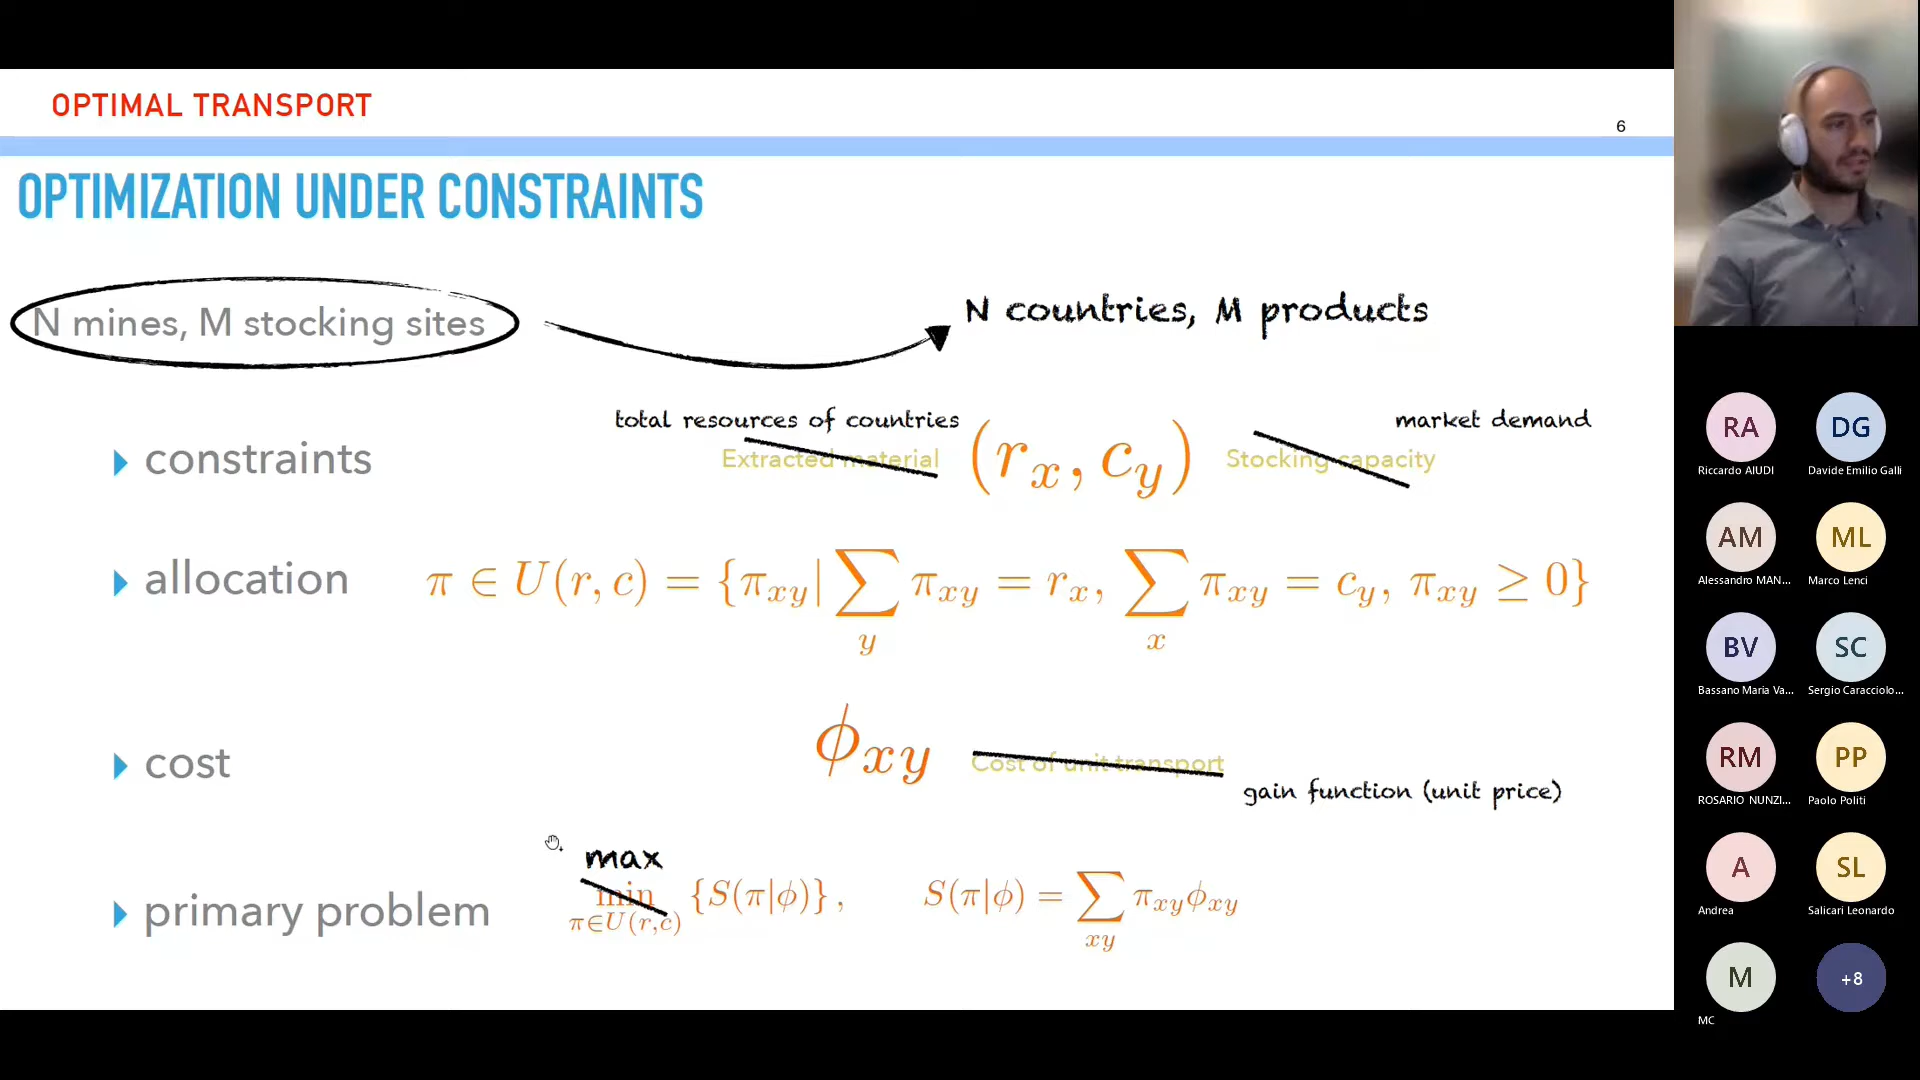 OPTIMAL TRANSPORT
6
OPTIMIZATION UNDER CONSTRAINTS
N mines, M stocking sites
N countries, M products
total resources of countries
market demand
constraints
Extracted material
(r_x, c_y)
Stocking capacity
allocation
π ∈ U(r, c) = {π_xy| ∑_y π_xy = r_x, ∑_x π_xy = c_y, π_xy ≥ 0}
cost
ϕ_xy
Cost of unit transport
gain function (unit price)
max
primary problem
min_{π∈U(r,c)} {S(π|ϕ)}, S(π|ϕ) = ∑_xy π_xy ϕ_xy
RA
DG
Riccardo AIUDI
Davide Emilio Galli
AM
ML
Alessandro MAN...
Marco Lenci
BV
SC
Bassano Maria Va...
Sergio Caracciolo...
RM
PP
ROSARIO NUNZI...
Paolo Politi
A
SL
Andrea
Salicari Leonardo
M
+8
MC